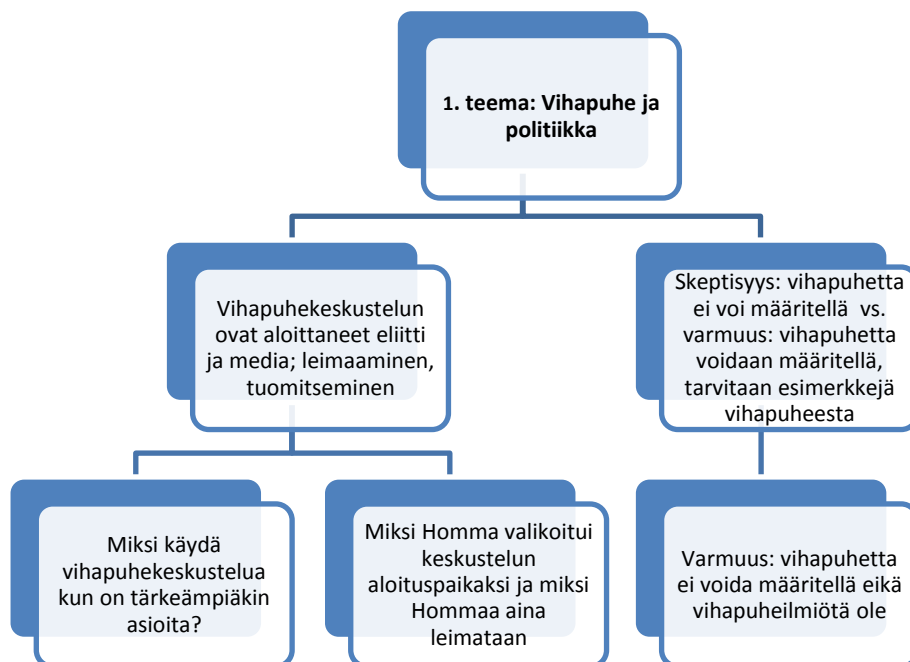 1. teema: Vihapuhe ja
politiikka
Vihapuhekeskustelun
ovat aloittaneet eliitti
ja media; leimaaminen,
tuomitseminen
Skeptisyys: vihapuhetta
ei voi määritellä vs.
varmuus: vihapuhetta
voidaan määritellä,
tarvitaan esimerkkejä
vihapuheesta
Miksi käydä
vihapuhekeskustelua
kun on tärkeämpiäkin
asioita?
Miksi Homma valikoitui
keskustelun
aloituspaikaksi ja miksi
Hommaa aina
leimataan
Varmuus: vihapuhetta
ei voida määritellä eikä
vihapuheilmiötä ole